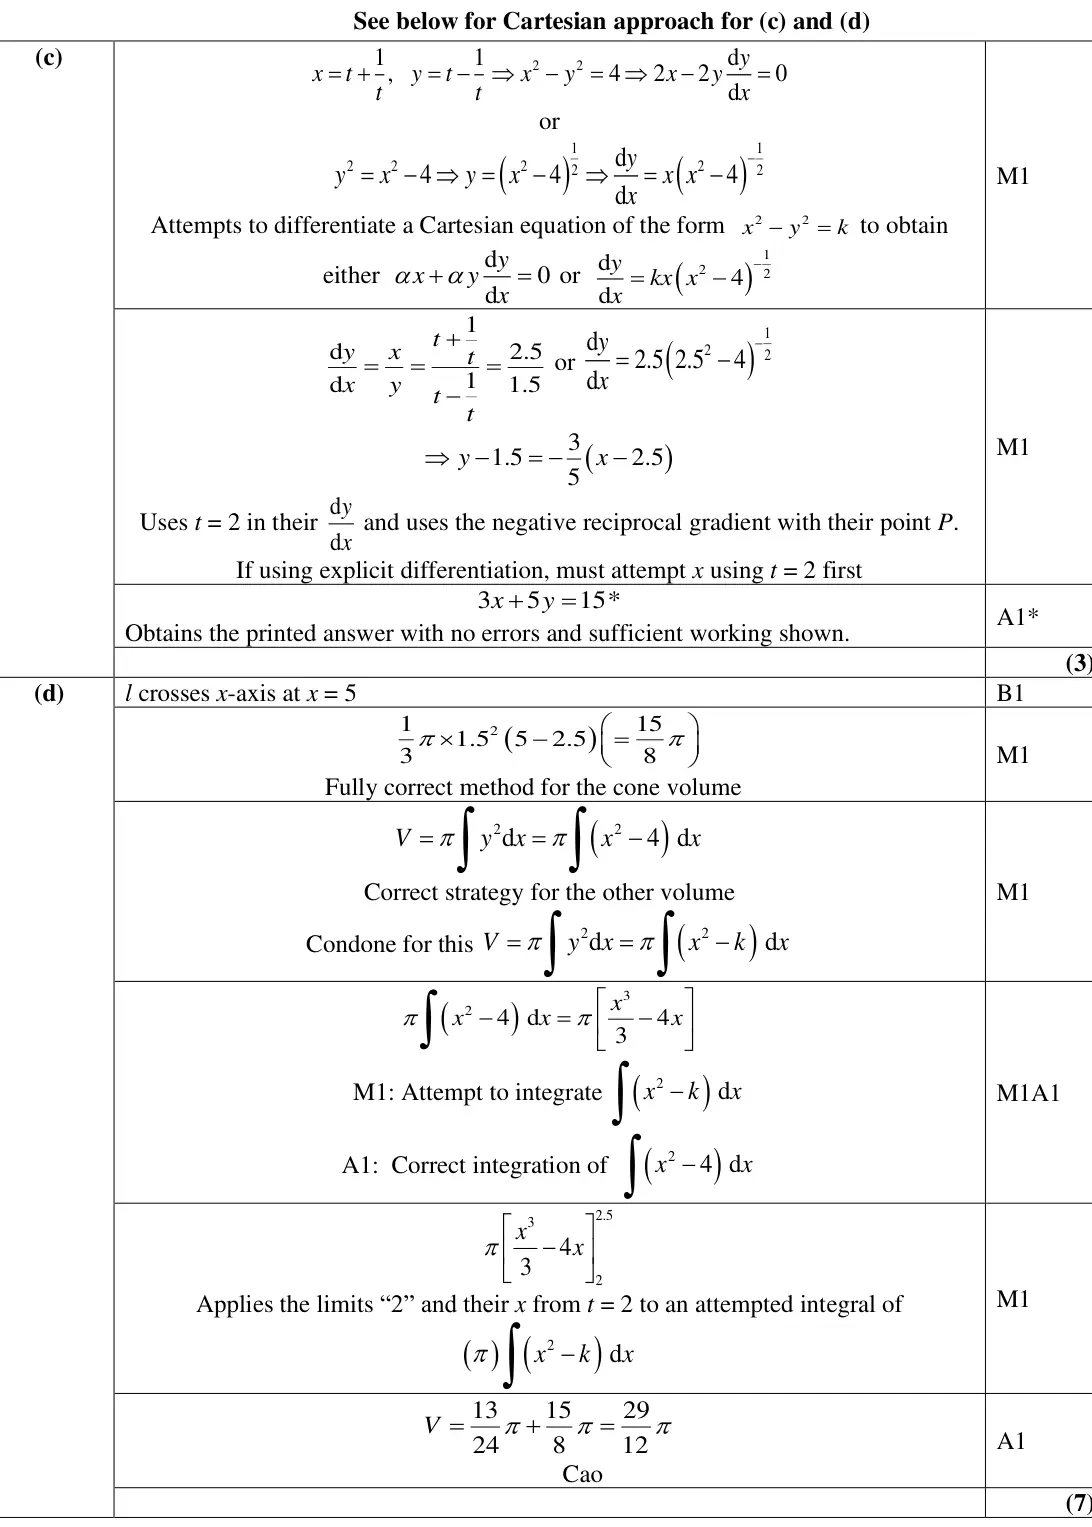 See below for Cartesian approach for (c) and (d)
(c)
x = t + 1/t, y = t − 1/t ⇒ x² − y² = 4 ⇒ 2x − 2y dy/dx = 0
or
y² = x² − 4 ⇒ y = (x² − 4)^(1/2) ⇒ dy/dx = x(x² − 4)^(−1/2)
M1
Attempts to differentiate a Cartesian equation of the form x² − y² = k to obtain
either αx + αy dy/dx = 0 or dy/dx = kx(x² − 4)^(−1/2)
dy/dx = x/y = (t + 1/t)/(t − 1/t) = 2.5/1.5 or dy/dx = 2.5(2.5² − 4)^(−1/2)
⇒ y − 1.5 = −3/5 (x − 2.5)
M1
Uses t = 2 in their dy/dx and uses the negative reciprocal gradient with their point P.
If using explicit differentiation, must attempt x using t = 2 first
3x + 5y = 15*
Obtains the printed answer with no errors and sufficient working shown.
A1*
(3)
(d)
l crosses x-axis at x = 5
B1
1/3 π × 1.5² (5 − 2.5) (= 15/8 π)
Fully correct method for the cone volume
M1
V = π∫y²dx = π∫(x² − 4) dx
Correct strategy for the other volume
M1
Condone for this V = π∫y²dx = π∫(x² − k) dx
π∫(x² − 4) dx = π[x³/3 − 4x]
M1: Attempt to integrate ∫(x² − k) dx
M1A1
A1: Correct integration of ∫(x² − 4) dx
π[x³/3 − 4x]₂^2.5
Applies the limits “2” and their x from t = 2 to an attempted integral of
M1
(π)∫(x² − k) dx
V = 13/24 π + 15/8 π = 29/12 π
A1
Cao
(7)